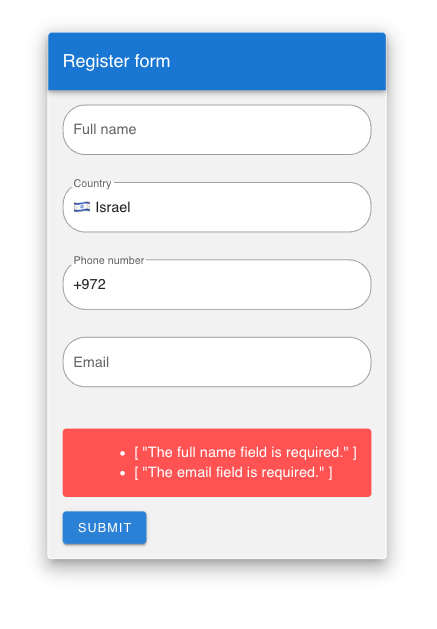 Register form
Full name
Country
🇮🇱 Israel
Phone number
+972
Email
• [ "The full name field is required." ]
• [ "The email field is required." ]
SUBMIT